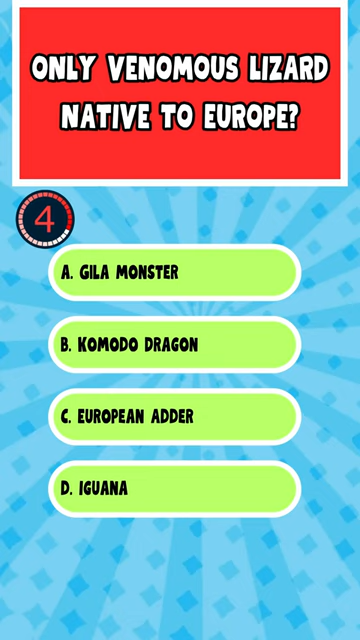 ONLY VENOMOUS LIZARD
NATIVE TO EUROPE?
4
A. GILA MONSTER
B. KOMODO DRAGON
C. EUROPEAN ADDER
D. IGUANA